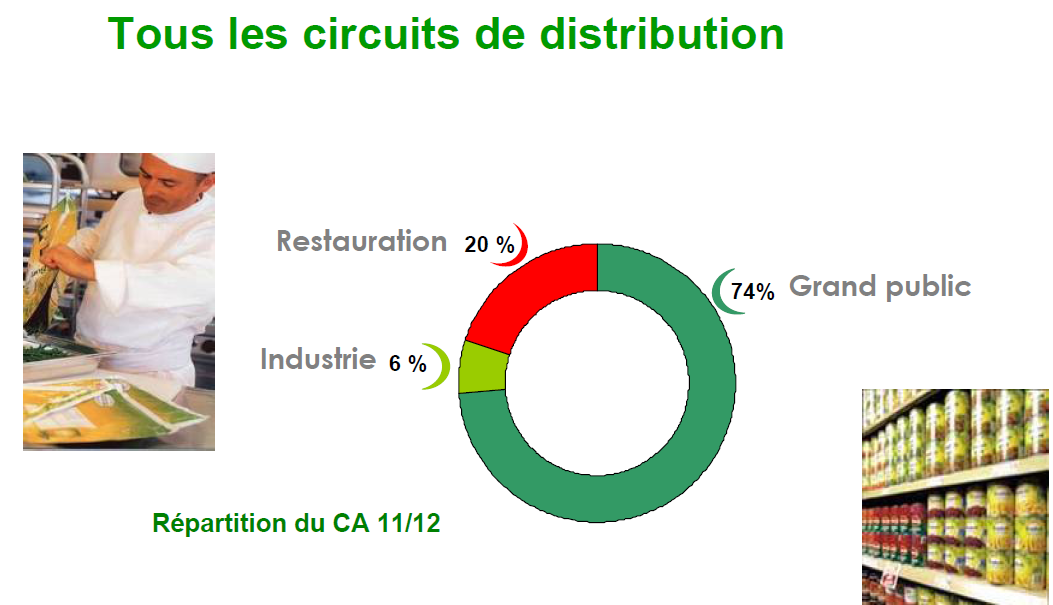 Tous les circuits de distribution
Restauration 20 %
74% Grand public
Industrie 6 %
Répartition du CA 11/12